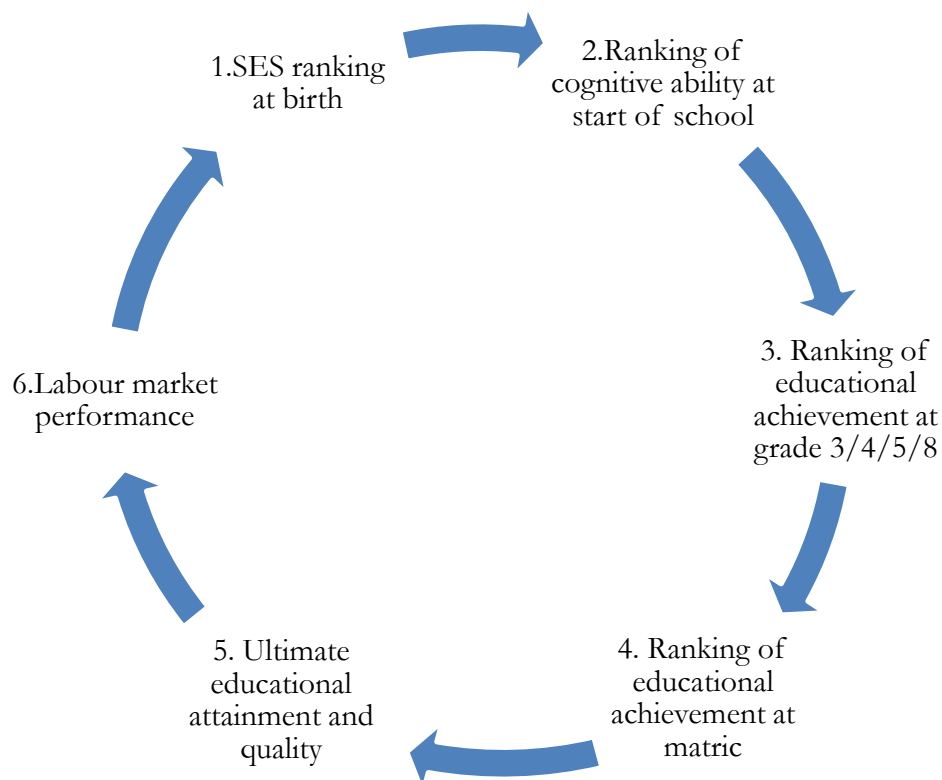 1.SES ranking
at birth
2.Ranking of
cognitive ability at
start of school
3. Ranking of
educational
achievement at
grade 3/4/5/8
4. Ranking of
educational
achievement at
matric
5. Ultimate
educational
attainment and
quality
6.Labour market
performance